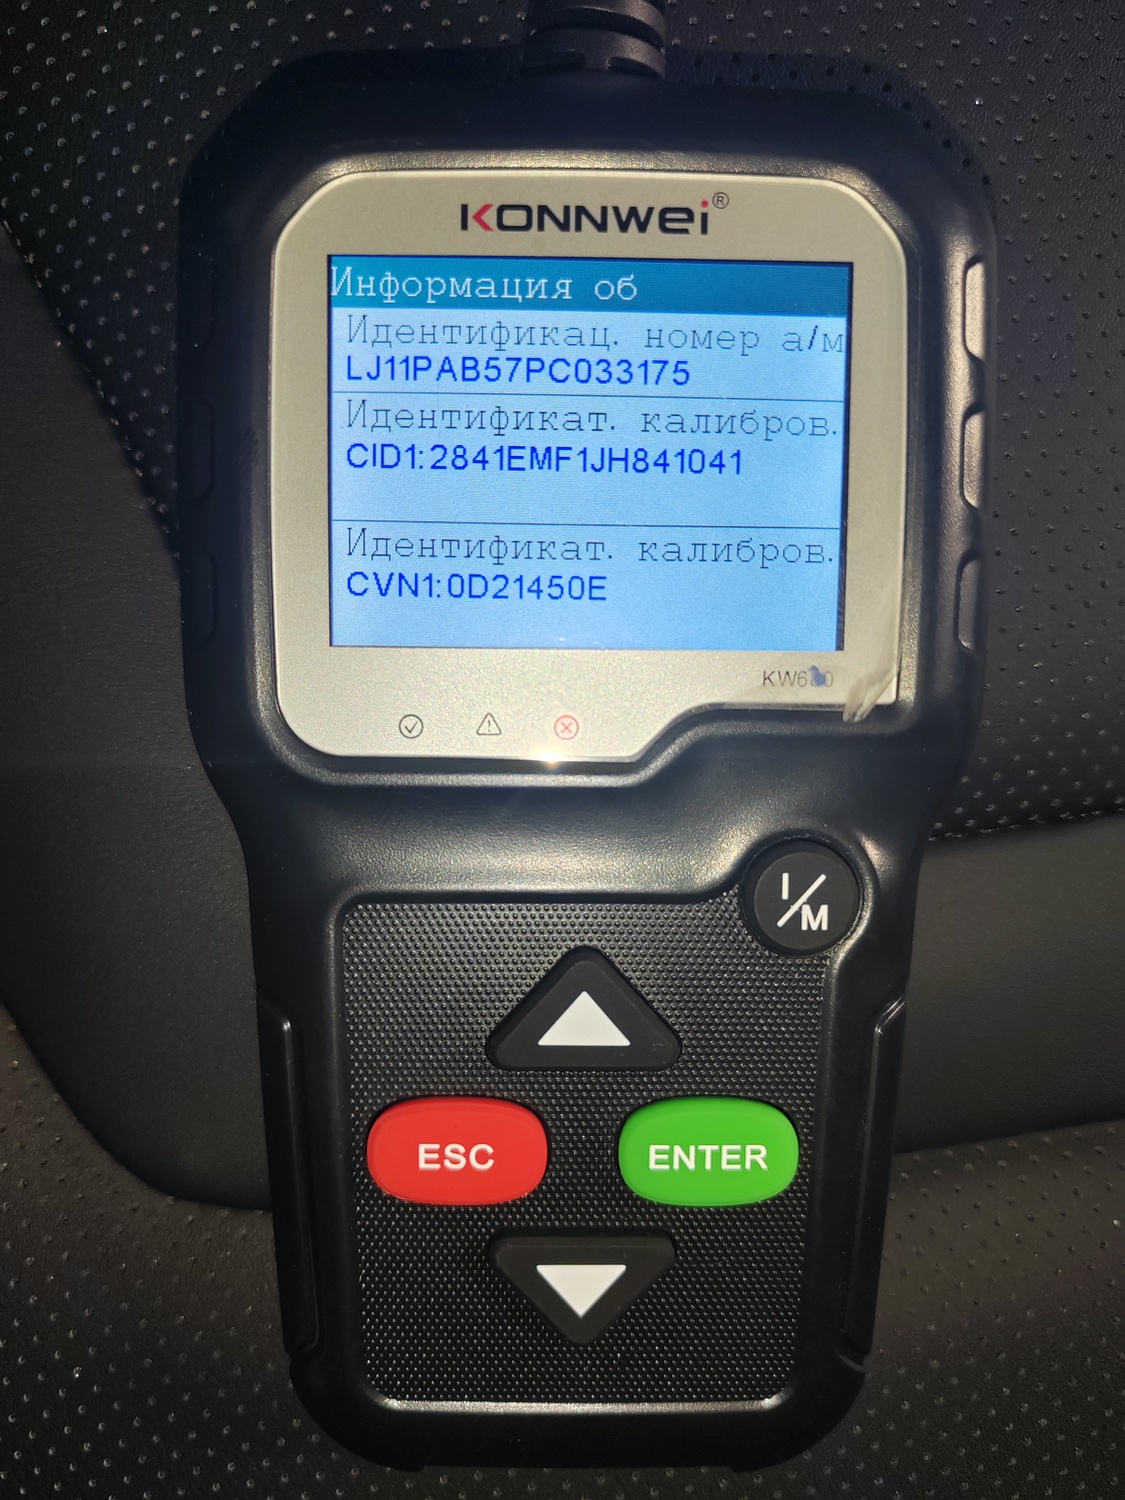 KONNWEI®
Информация об
Идентификац. номер а/м
LJ11PAB57PC033175
Идентификат. калибров.
CID1:2841EMF1JH841041
Идентификат. калибров.
CVN1:0D21450E
I/M
ESC
ENTER